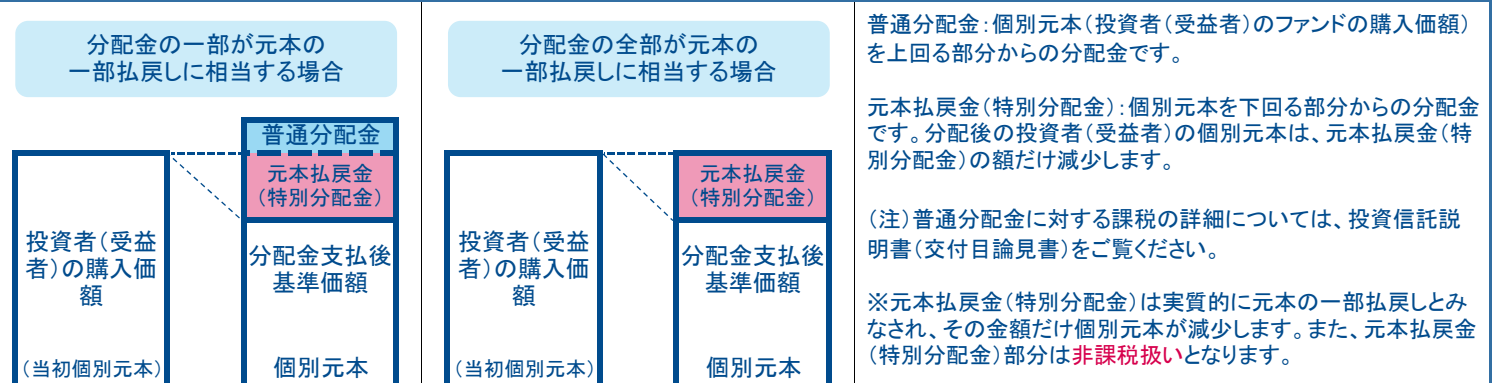 分配金の一部が元本の
一部払戻しに相当する場合
普通分配金
元本払戻金
（特別分配金）
投資者（受益
者）の購入価
額
分配金支払後
基準価額
（当初個別元本）
個別元本
分配金の全部が元本の
一部払戻しに相当する場合
元本払戻金
（特別分配金）
投資者（受益
者）の購入価
額
分配金支払後
基準価額
（当初個別元本）
個別元本
普通分配金：個別元本（投資者（受益者）のファンドの購入価額）
を上回る部分からの分配金です。
元本払戻金（特別分配金）：個別元本を下回る部分からの分配金
です。分配後の投資者（受益者）の個別元本は、元本払戻金（特
別分配金）の額だけ減少します。
（注）普通分配金に対する課税の詳細については、投資信託説
明書（交付目論見書）をご覧ください。
※元本払戻金（特別分配金）は実質的に元本の一部払戻しとみ
なされ、その金額だけ個別元本が減少します。また、元本払戻金
（特別分配金）部分は非課税扱いとなります。